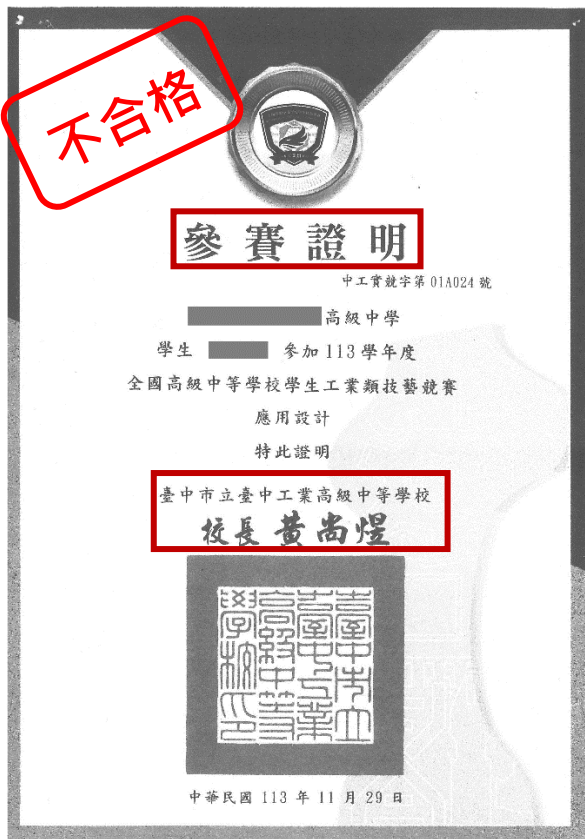 不合格
參賽證明
中工實競字第 01A024 號
高級中學
學生 參加 113 學年度
全國高級中等學校學生工業類技藝競賽
應用設計
特此證明
臺中市立臺中工業高級中等學校
校長 黃尚煜
臺中市立
臺中工業
高級中等
學校印
中華民國 113 年 11 月 29 日